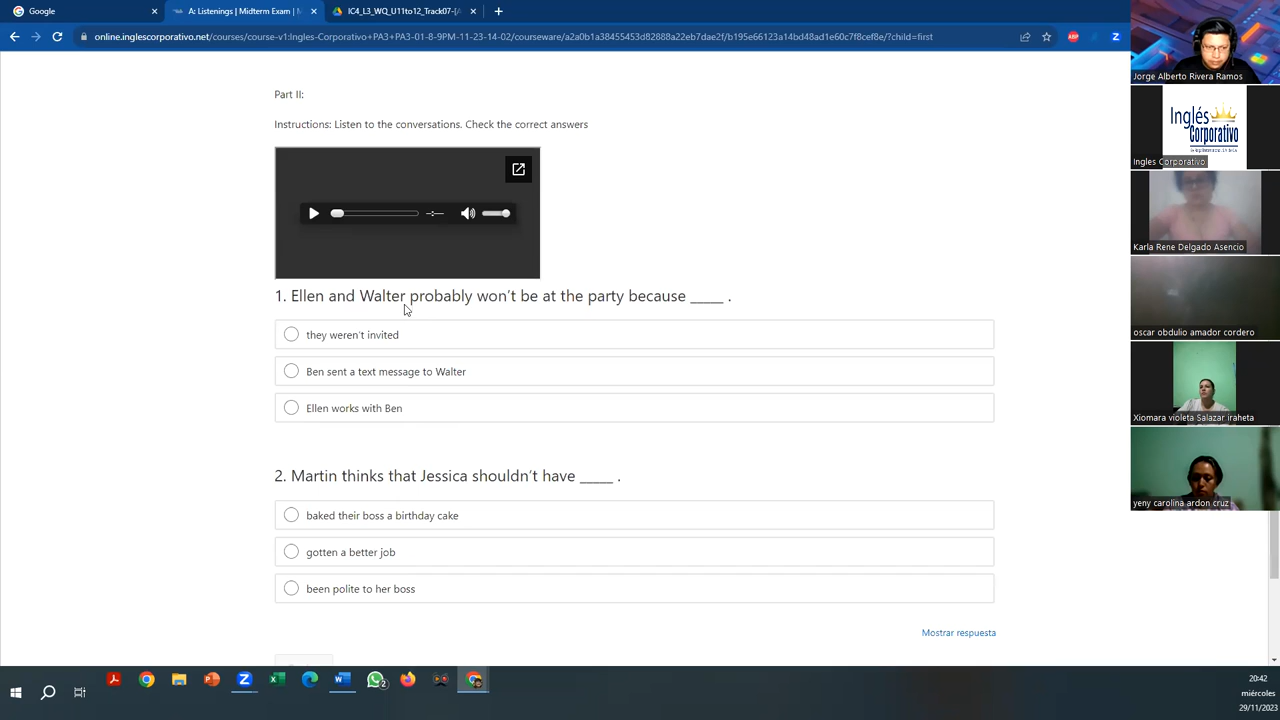 Google
A: Listenings | Midterm Exam |
IC4_L3_WQ_U11to12_Track07-[A
online.inglescorporativo.net/courses/course-v1:Ingles-Corporativo+PA3+PA3-01-8-9PM-11-23-14-02/courseware/a2a0b1a38455453d82888a22eb7dae2f/b195e66123a14bd48ad1e60c7f8cef8e/?child=first
ABP
Z
Part II:
Instructions: Listen to the conversations. Check the correct answers
1. Ellen and Walter probably won't be at the party because _____ .
they weren't invited
Ben sent a text message to Walter
Ellen works with Ben
2. Martin thinks that Jessica shouldn't have _____ .
baked their boss a birthday cake
gotten a better job
been polite to her boss
Mostrar respuesta
Jorge Alberto Rivera Ramos
Inglés
Corporativo
Ingles Corporativo
Karla Rene Delgado Asencio
oscar obdulio amador cordero
Xiomara violeta Salazar iraheta
yeny carolina ardon cruz
2
20:42
miércoles
29/11/2023